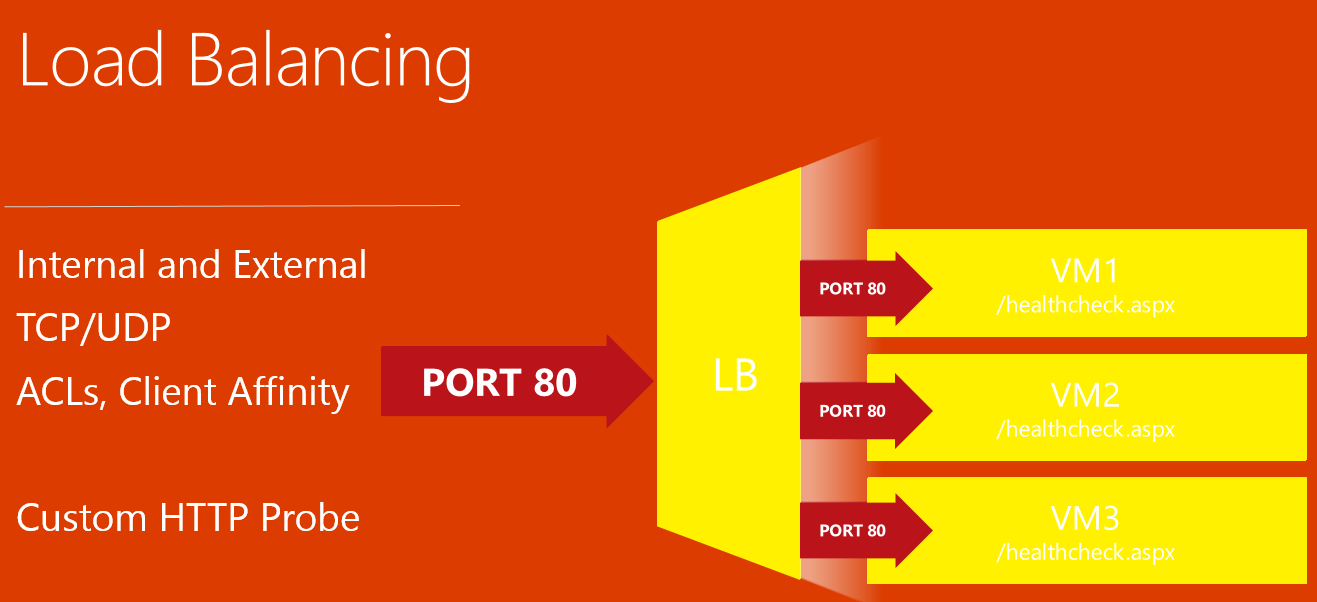 Load Balancing
Internal and External
TCP/UDP
ACLs, Client Affinity
Custom HTTP Probe
PORT 80
LB
PORT 80
VM1
/healthcheck.aspx
PORT 80
VM2
/healthcheck.aspx
PORT 80
VM3
/healthcheck.aspx